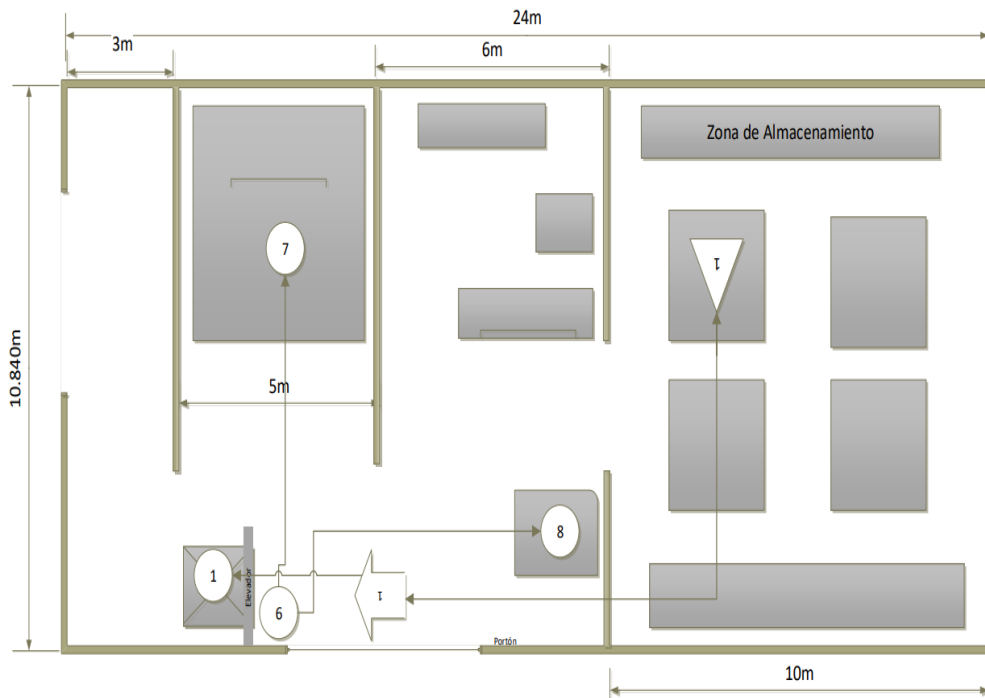 24m
3m
6m
Zona de Almacenamiento
1
7
10.840m
5m
8
1
Elevador
6
1
Portón
10m